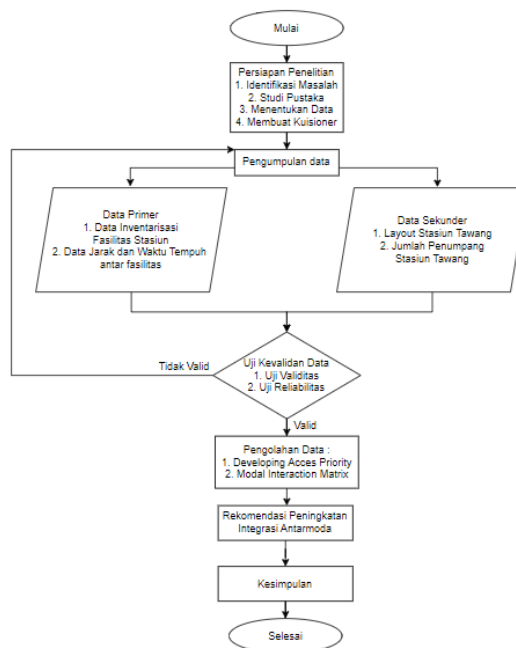 Mulai
Persiapan Penelitian
1. Identifikasi Masalah
2. Studi Pustaka
3. Menentukan Data
4. Membuat Kuisioner
Pengumpulan data
Data Primer
1. Data Inventarisasi
Fasilitas Stasiun
2. Data Jarak dan Waktu Tempuh
antar fasilitas
Data Sekunder
1. Layout Stasiun Tawang
2. Jumlah Penumpang
Stasiun Tawang
Tidak Valid
Uji Kevalidan Data
1. Uji Validitas
2. Uji Reliabilitas
Valid
Pengolahan Data :
1. Developing Acces Priority
2. Modal Interaction Matrix
Rekomendasi Peningkatan
Integrasi Antarmoda
Kesimpulan
Selesai